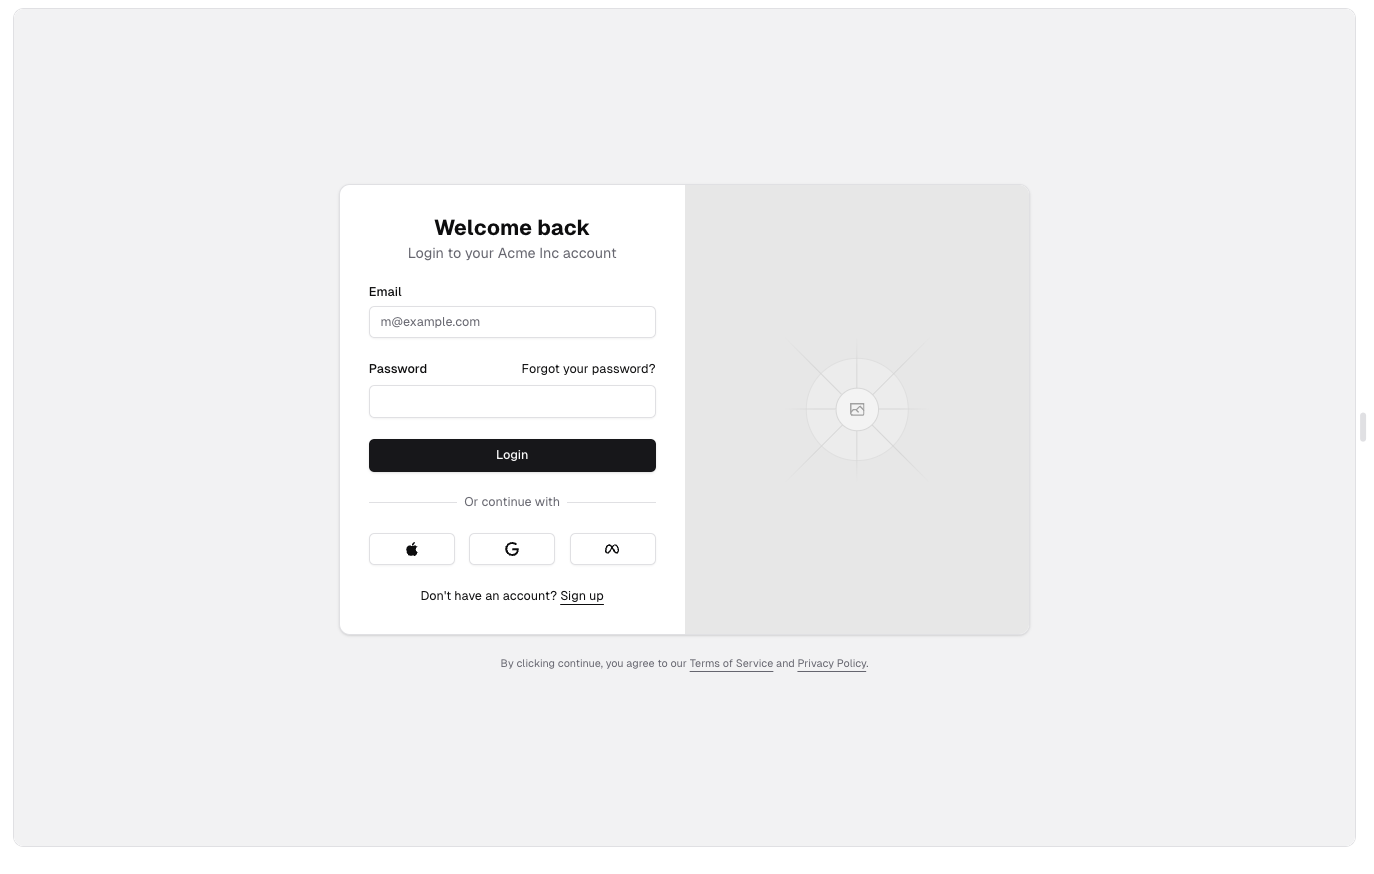 Welcome back
Login to your Acme Inc account
Email
m@example.com
Password
Forgot your password?
Login
Or continue with
Don't have an account? Sign up
By clicking continue, you agree to our Terms of Service and Privacy Policy.